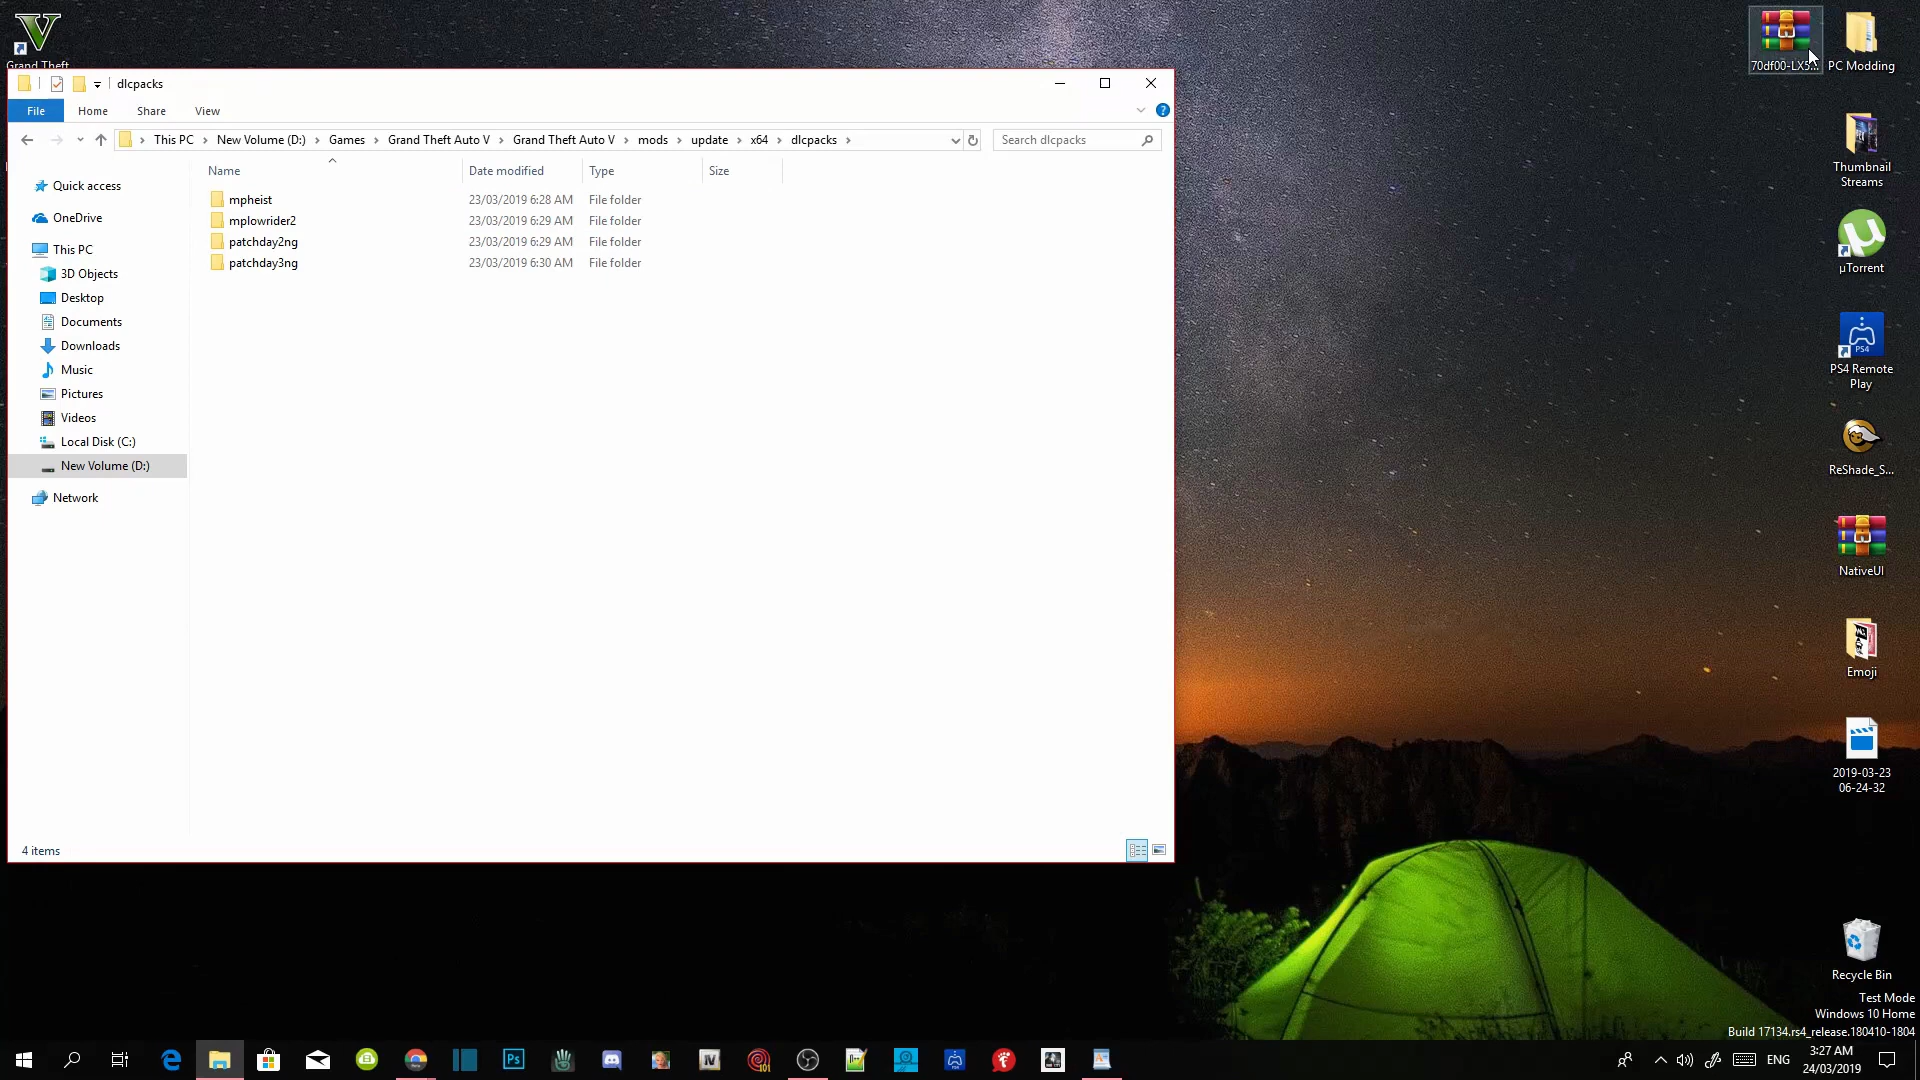 Grand Theft
dlcpacks
File
Home
Share
View
This PC
New Volume (D:)
Games
Grand Theft Auto V
Grand Theft Auto V
mods
update
x64
dlcpacks
Search dlcpacks
Name
Date modified
Type
Size
mpheist
23/03/2019 6:28 AM
File folder
mplowrider2
23/03/2019 6:29 AM
File folder
patchday2ng
23/03/2019 6:29 AM
File folder
patchday3ng
23/03/2019 6:30 AM
File folder
Quick access
OneDrive
This PC
3D Objects
Desktop
Documents
Downloads
Music
Pictures
Videos
Local Disk (C:)
New Volume (D:)
Network
4 items
70df00-LX5...
PC Modding
Thumbnail
Streams
µTorrent
PS4
PS4 Remote
Play
ReShade_S...
NativeUI
Emoji
2019-03-23
06-24-32
Recycle Bin
Test Mode
Windows 10 Home
Build 17134.rs4_release.180410-1804
Ps
IV
101
ENG
3:27 AM
24/03/2019